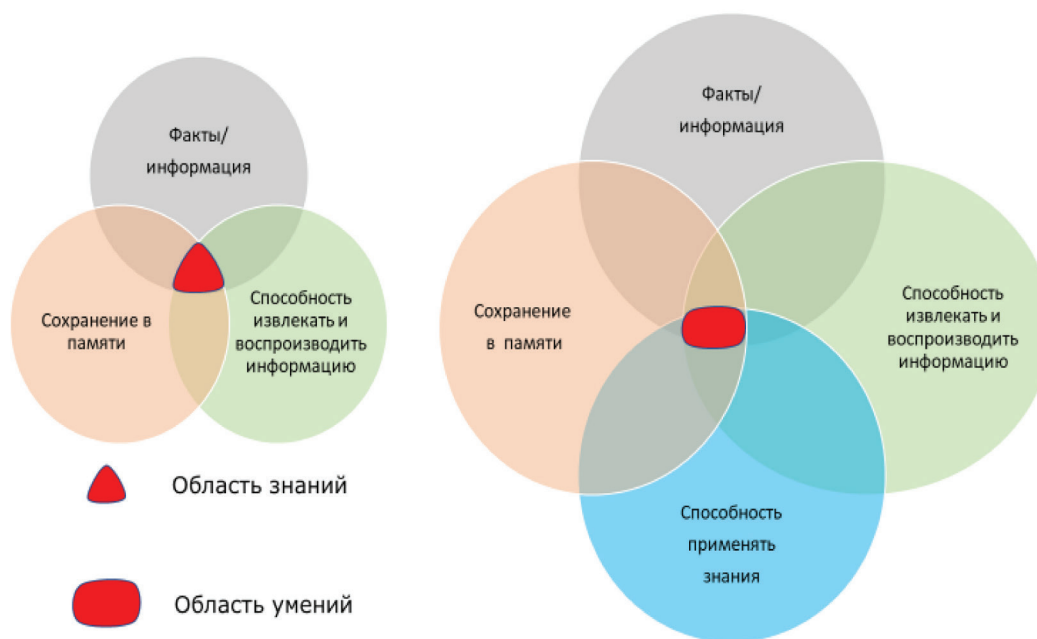 Факты/
информация
Сохранение в
памяти
Способность
извлекать и
воспроизводить
информацию
Область знаний
Область умений
Факты/
информация
Сохранение
в памяти
Способность
извлекать и
воспроизводить
информацию
Способность
применять
знания